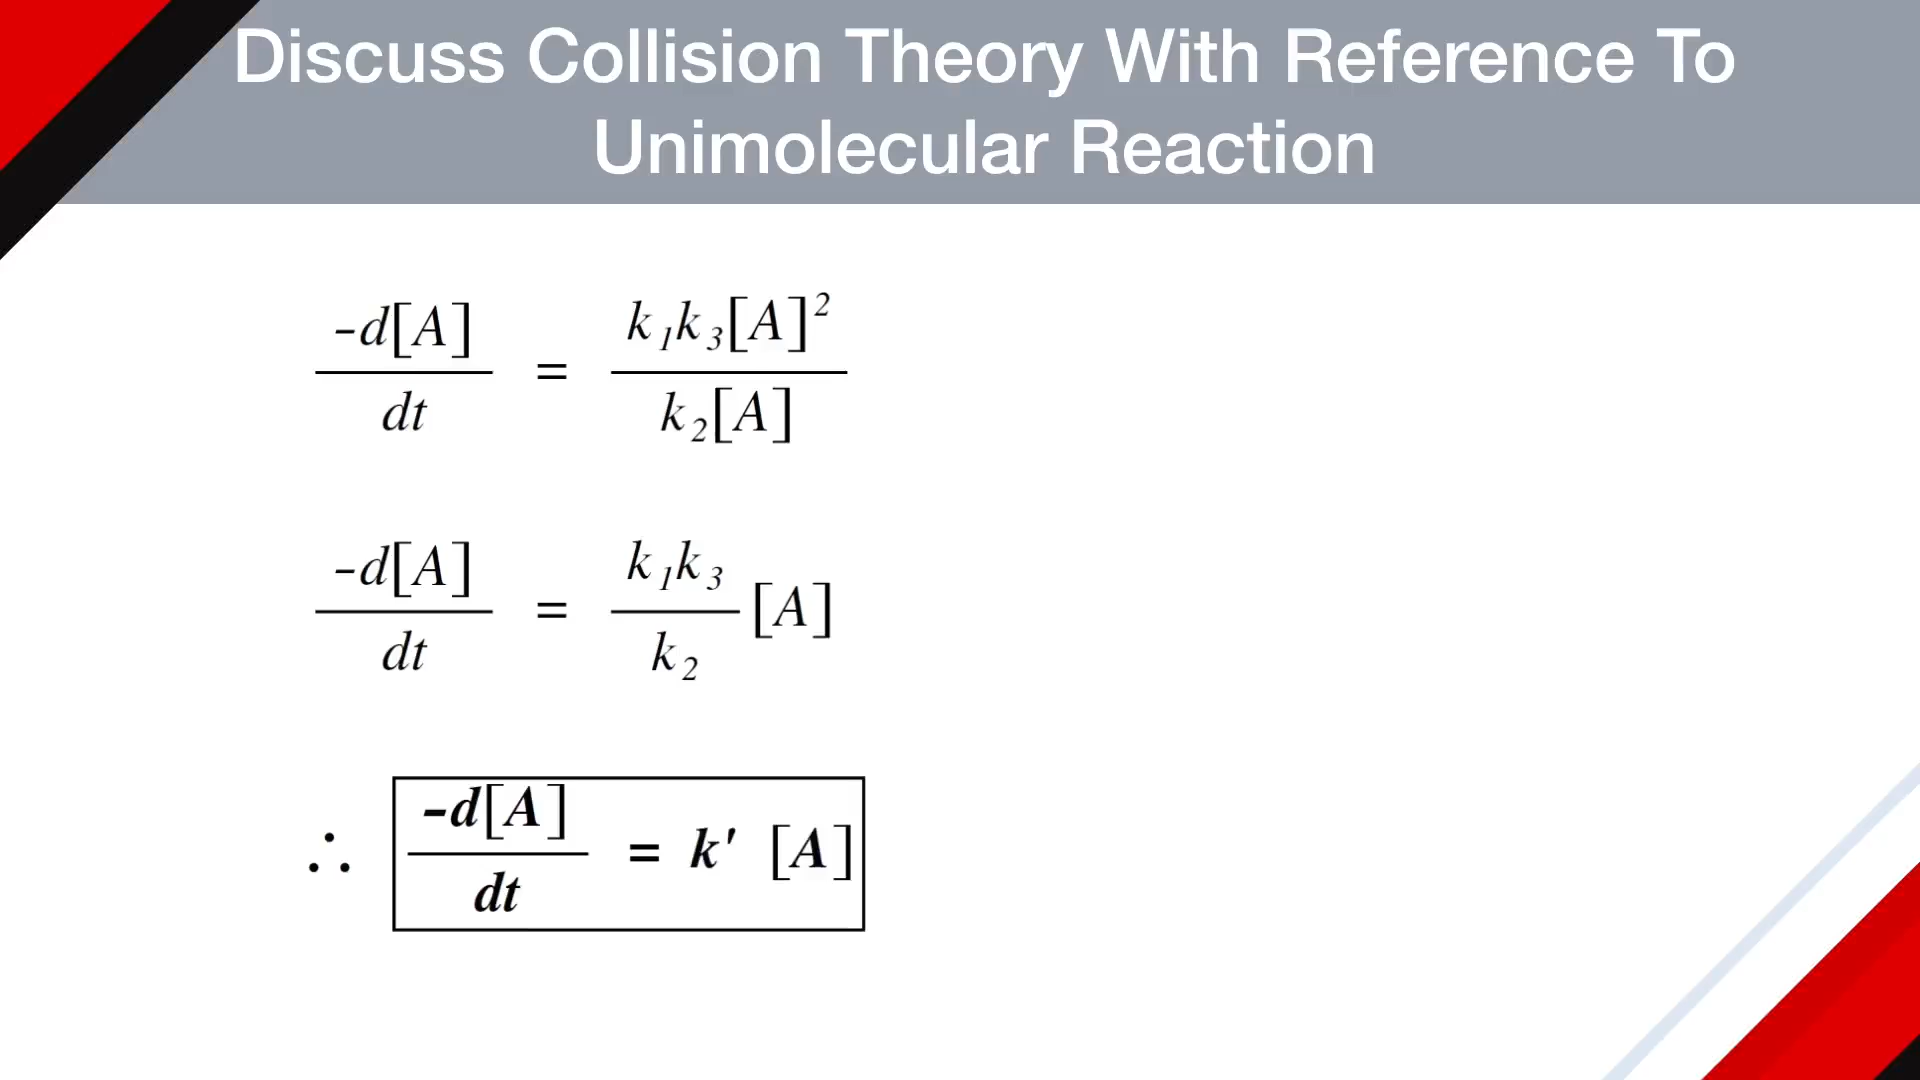 Discuss Collision Theory With Reference To
Unimolecular Reaction
-d[A]/dt = k₁k₃[A]²/k₂[A]
-d[A]/dt = k₁k₃/k₂ [A]
∴ -d[A]/dt = k' [A]